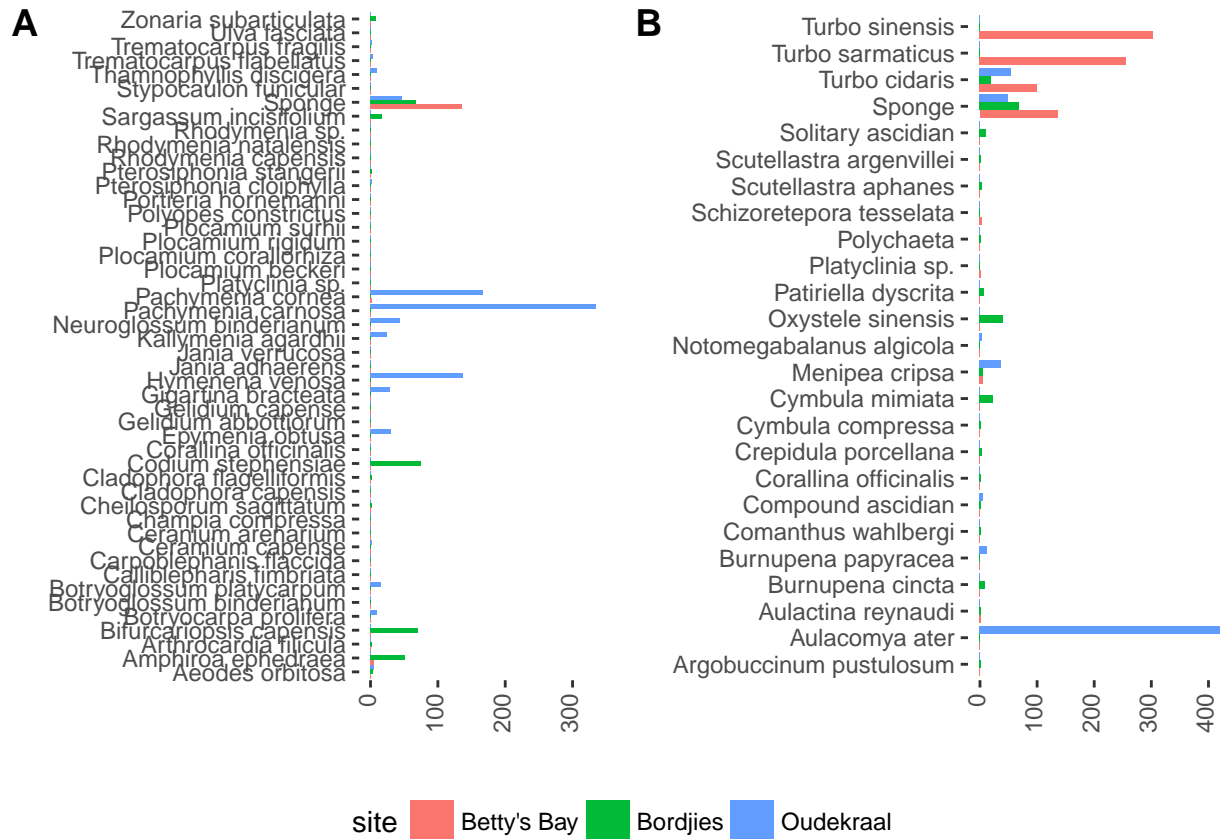 A
Zonaria subarticulata
Ulva fasciata
Trematocarpus fragilis
Trematocarpus flabellatus
Thamnophyllis discigera
Stypocaulon funicular
Sponge
Sargassum incisifolium
Rhodymenia sp.
Rhodymenia natalensis
Rhodymenia capensis
Pterosiphonia stangerii
Pterosiphonia cloiphylla
Portieria hornemanni
Polyopes constrictus
Plocamium surhii
Plocamium rigidum
Plocamium corallorhiza
Plocamium beckeri
Platyclinia sp.
Pachymenia cornea
Pachymenia carnosa
Neuroglossum binderianum
Kallymenia agardhii
Jania verrucosa
Jania adhaerens
Hymenena venosa
Gigartina bracteata
Gelidium capense
Gelidium abbottiorum
Epymenia obtusa
Corallina officinalis
Codium stephensiae
Cladophora flagelliformis
Cladophora capensis
Cheilosporum sagittatum
Champia compressa
Ceranium arenarium
Ceramium capense
Carpoblephanis flaccida
Calliblepharis fimbriata
Botryoglossum platycarpum
Botryoglossum binderianum
Botryocarpa prolifera
Bifurcariopsis capensis
Arthrocardia filicula
Amphiroa ephedraea
Aeodes orbitosa
0
100
200
300
B
Turbo sinensis
Turbo sarmaticus
Turbo cidaris
Sponge
Solitary ascidian
Scutellastra argenvillei
Scutellastra aphanes
Schizoretepora tesselata
Polychaeta
Platyclinia sp.
Patiriella dyscrita
Oxystele sinensis
Notomegabalanus algicola
Menipea cripsa
Cymbula mimiata
Cymbula compressa
Crepidula porcellana
Corallina officinalis
Compound ascidian
Comanthus wahlbergi
Burnupena papyracea
Burnupena cincta
Aulactina reynaudi
Aulacomya ater
Argobuccinum pustulosum
0
100
200
300
400
site Betty's Bay Bordjies Oudekraal